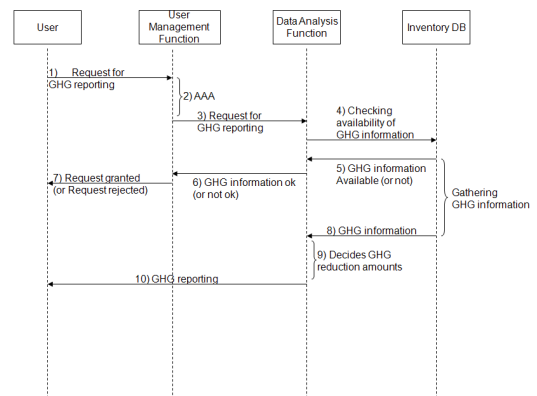 User
User
Management
Function
Data Analysis
Function
Inventory DB
1) Request for
GHG reporting
2) AAA
3) Request for
GHG reporting
4) Checking
availability of
GHG information
5) GHG information
Available (or not)
6) GHG information ok
(or not ok)
7) Request granted
(or Request rejected)
Gathering
GHG information
8) GHG information
9) Decides GHG
reduction amounts
10) GHG reporting